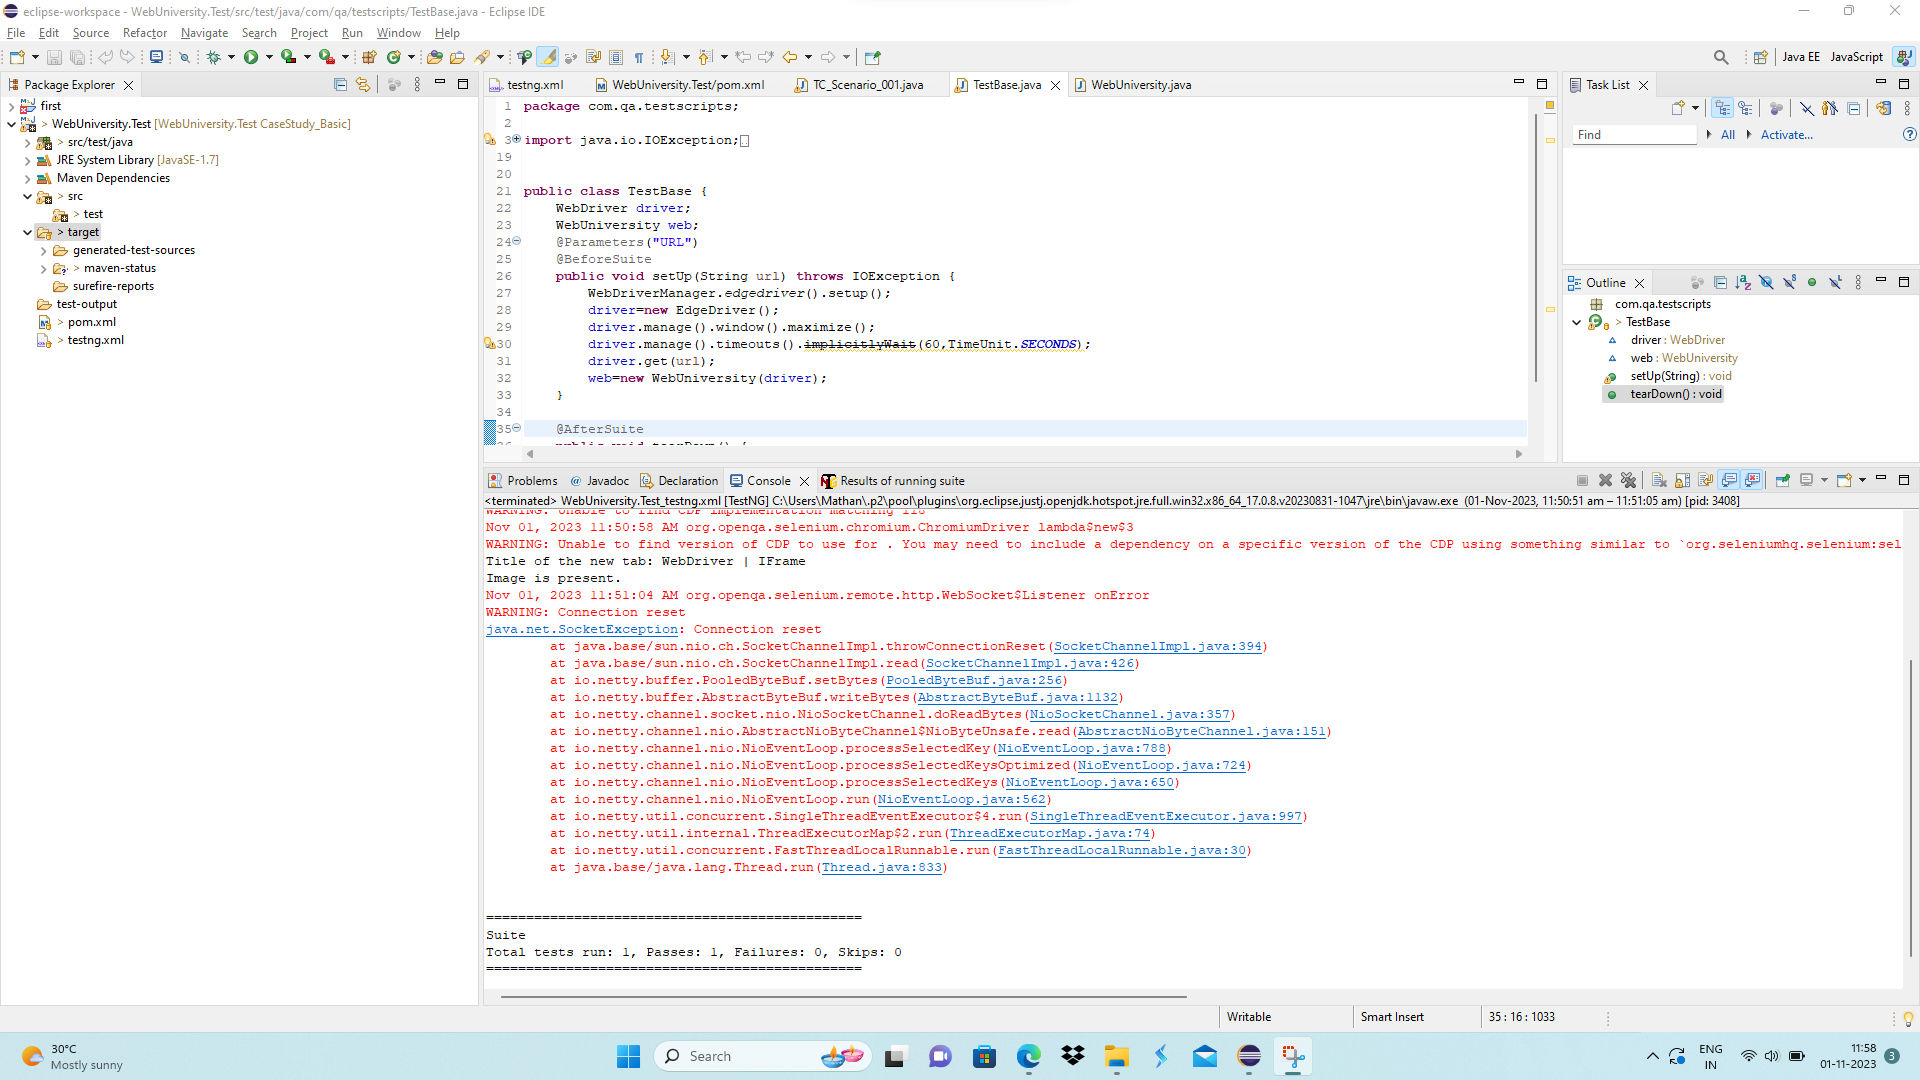 eclipse-workspace - WebUniversity.Test/src/test/java/com/qa/testscripts/TestBase.java - Eclipse IDE
File Edit Source Refactor Navigate Search Project Run Window Help
Java EE JavaScript
Package Explorer
first
> WebUniversity.Test [WebUniversity.Test CaseStudy_Basic]
> src/test/java
JRE System Library [JavaSE-1.7]
Maven Dependencies
> src
> test
> target
generated-test-sources
> maven-status
surefire-reports
test-output
> pom.xml
> testng.xml
testng.xml WebUniversity.Test/pom.xml TC_Scenario_001.java TestBase.java WebUniversity.java
1 package com.qa.testscripts;
2
3 import java.io.IOException;
19
20
21 public class TestBase {
22 WebDriver driver;
23 WebUniversity web;
24 @Parameters("URL")
25 @BeforeSuite
26 public void setUp(String url) throws IOException {
27 WebDriverManager.edgedriver().setup();
28 driver=new EdgeDriver();
29 driver.manage().window().maximize();
30 driver.manage().timeouts().implicitlyWait(60,TimeUnit.SECONDS);
31 driver.get(url);
32 web=new WebUniversity(driver);
33 }
34
35 @AfterSuite
Task List
Find All Activate...
Outline
com.qa.testscripts
> TestBase
driver : WebDriver
web : WebUniversity
setUp(String) : void
tearDown() : void
Problems Javadoc Declaration Console Results of running suite
<terminated> WebUniversity.Test_testng.xml [TestNG] C:\Users\Mathan\.p2\pool\plugins\org.eclipse.justj.openjdk.hotspot.jre.full.win32.x86_64_17.0.8.v20230831-1047\jre\bin\javaw.exe (01-Nov-2023, 11:50:51 am – 11:51:05 am) [pid: 3408]
WARNING: Unable to find CDP implementation matching 118
Nov 01, 2023 11:50:58 AM org.openqa.selenium.chromium.ChromiumDriver lambda$new$3
WARNING: Unable to find version of CDP to use for . You may need to include a dependency on a specific version of the CDP using something similar to `org.seleniumhq.selenium:sel
Title of the new tab: WebDriver | IFrame
Image is present.
Nov 01, 2023 11:51:04 AM org.openqa.selenium.remote.http.WebSocket$Listener onError
WARNING: Connection reset
java.net.SocketException: Connection reset
at java.base/sun.nio.ch.SocketChannelImpl.throwConnectionReset(SocketChannelImpl.java:394)
at java.base/sun.nio.ch.SocketChannelImpl.read(SocketChannelImpl.java:426)
at io.netty.buffer.PooledByteBuf.setBytes(PooledByteBuf.java:256)
at io.netty.buffer.AbstractByteBuf.writeBytes(AbstractByteBuf.java:1132)
at io.netty.channel.socket.nio.NioSocketChannel.doReadBytes(NioSocketChannel.java:357)
at io.netty.channel.nio.AbstractNioByteChannel$NioByteUnsafe.read(AbstractNioByteChannel.java:151)
at io.netty.channel.nio.NioEventLoop.processSelectedKey(NioEventLoop.java:788)
at io.netty.channel.nio.NioEventLoop.processSelectedKeysOptimized(NioEventLoop.java:724)
at io.netty.channel.nio.NioEventLoop.processSelectedKeys(NioEventLoop.java:650)
at io.netty.channel.nio.NioEventLoop.run(NioEventLoop.java:562)
at io.netty.util.concurrent.SingleThreadEventExecutor$4.run(SingleThreadEventExecutor.java:997)
at io.netty.util.internal.ThreadExecutorMap$2.run(ThreadExecutorMap.java:74)
at io.netty.util.concurrent.FastThreadLocalRunnable.run(FastThreadLocalRunnable.java:30)
at java.base/java.lang.Thread.run(Thread.java:833)
===============================================
Suite
Total tests run: 1, Passes: 1, Failures: 0, Skips: 0
===============================================
Writable Smart Insert 35 : 16 : 1033
30°C
Mostly sunny
Search
ENG
IN
11:58
01-11-2023
3